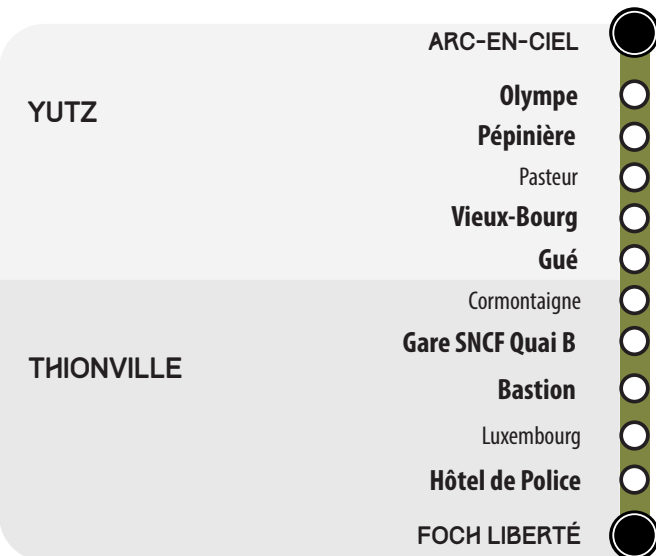 ARC-EN-CIEL
YUTZ
Olympe
Pépinière
Pasteur
Vieux-Bourg
Gué
Cormontaigne
THIONVILLE
Gare SNCF Quai B
Bastion
Luxembourg
Hôtel de Police
FOCH LIBERTÉ